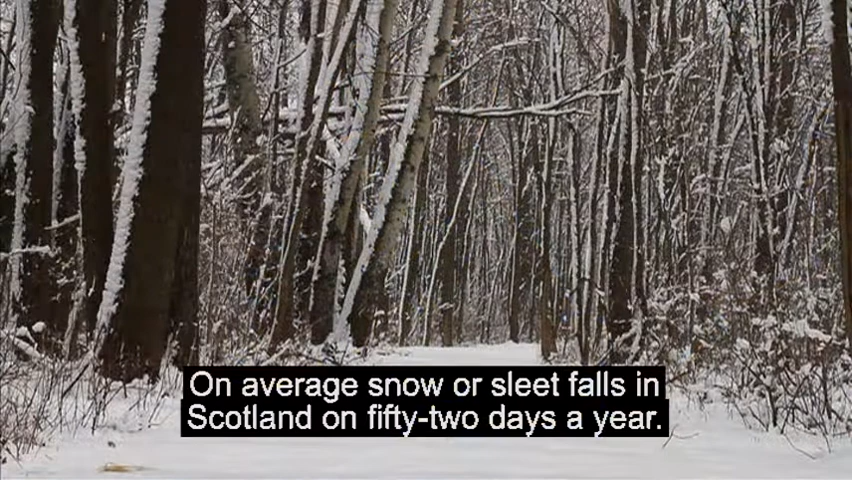 On average snow or sleet falls in
Scotland on fifty-two days a year.